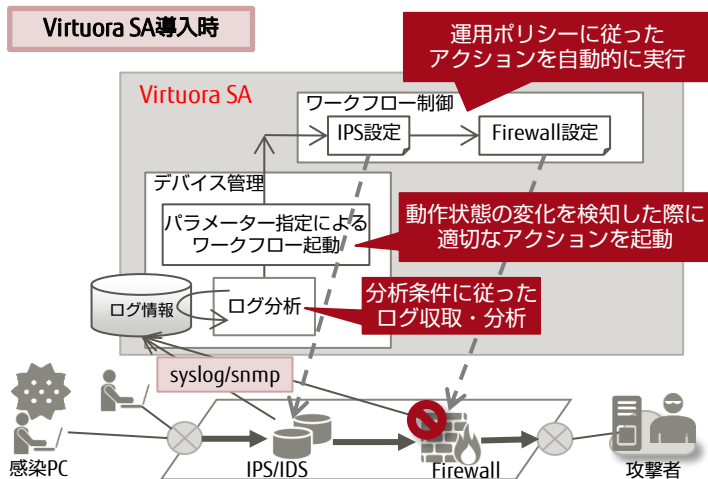 Virtuora SA導入時
運用ポリシーに従った
アクションを自動的に実行
Virtuora SA
ワークフロー制御
IPS設定
Firewall設定
デバイス管理
パラメーター指定による
ワークフロー起動
動作状態の変化を検知した際に
適切なアクションを起動
ログ情報
ログ分析
分析条件に従った
ログ収取・分析
syslog/snmp
感染PC
IPS/IDS
Firewall
攻撃者